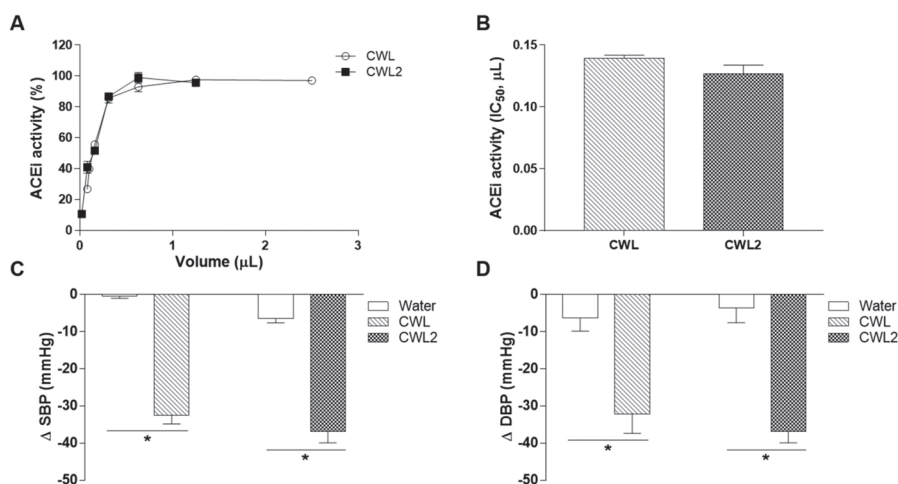 A
ACEi activity (%)
120
100
80
60
40
20
0
0 1 2 3
Volume (μL)
CWL
CWL2
B
ACEi activity (IC50, μL)
0.15
0.10
0.05
0.00
CWL CWL2
C
Δ SBP (mmHg)
0
-10
-20
-30
-40
-50
*
*
Water
CWL
CWL2
D
Δ DBP (mmHg)
0
-10
-20
-30
-40
-50
*
*
Water
CWL
CWL2